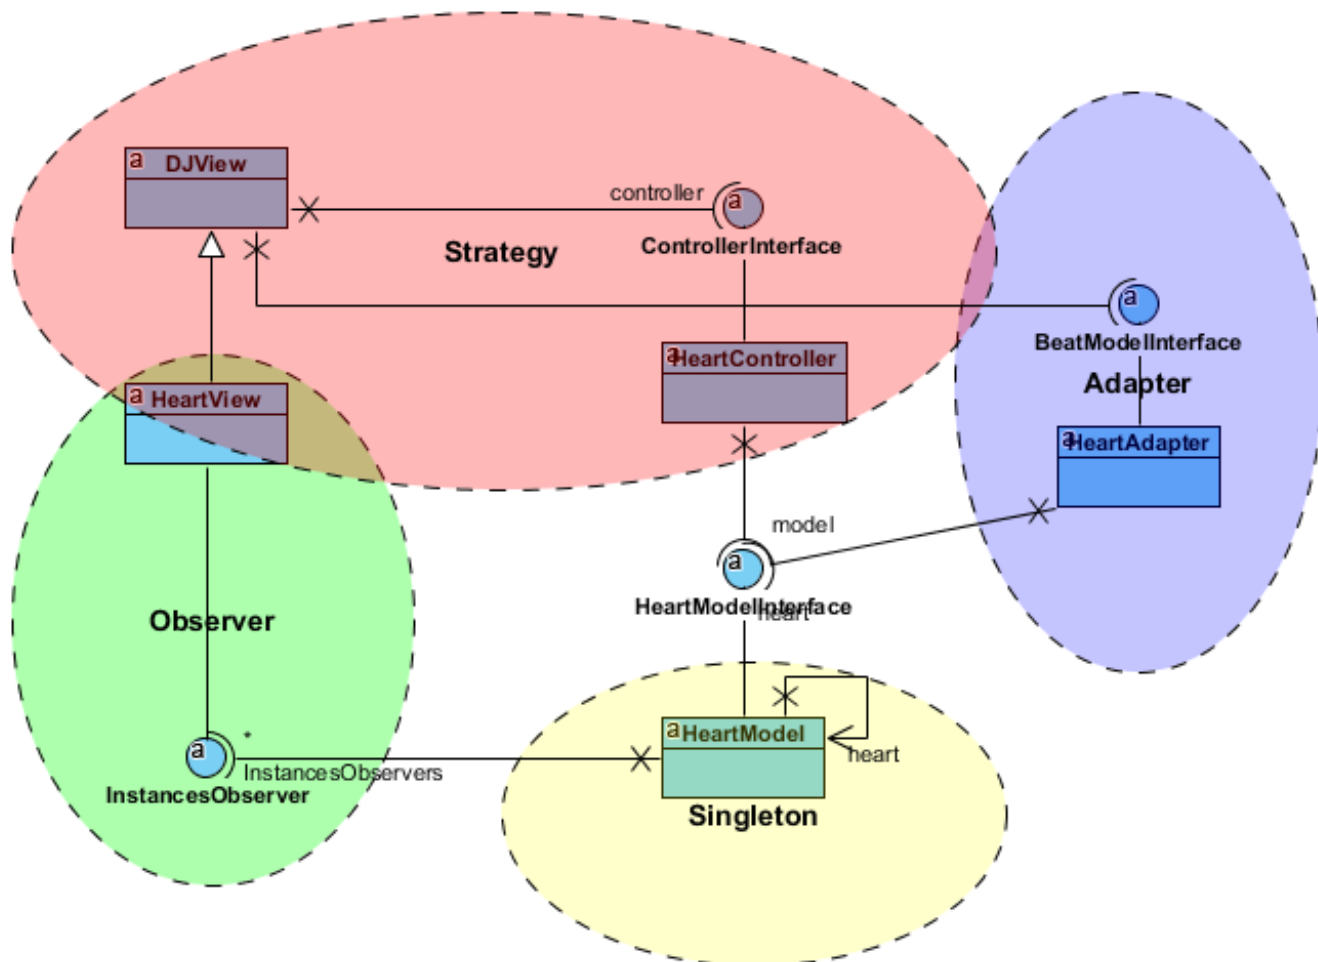 a DJView
controller
a
ControllerInterface
Strategy
a
BeatModelInterface
Adapter
a HeartController
a HeartView
a HeartAdapter
model
a
HeartModelInterface
heart
Observer
a HeartModel
heart
a
*
InstancesObservers
InstancesObserver
Singleton